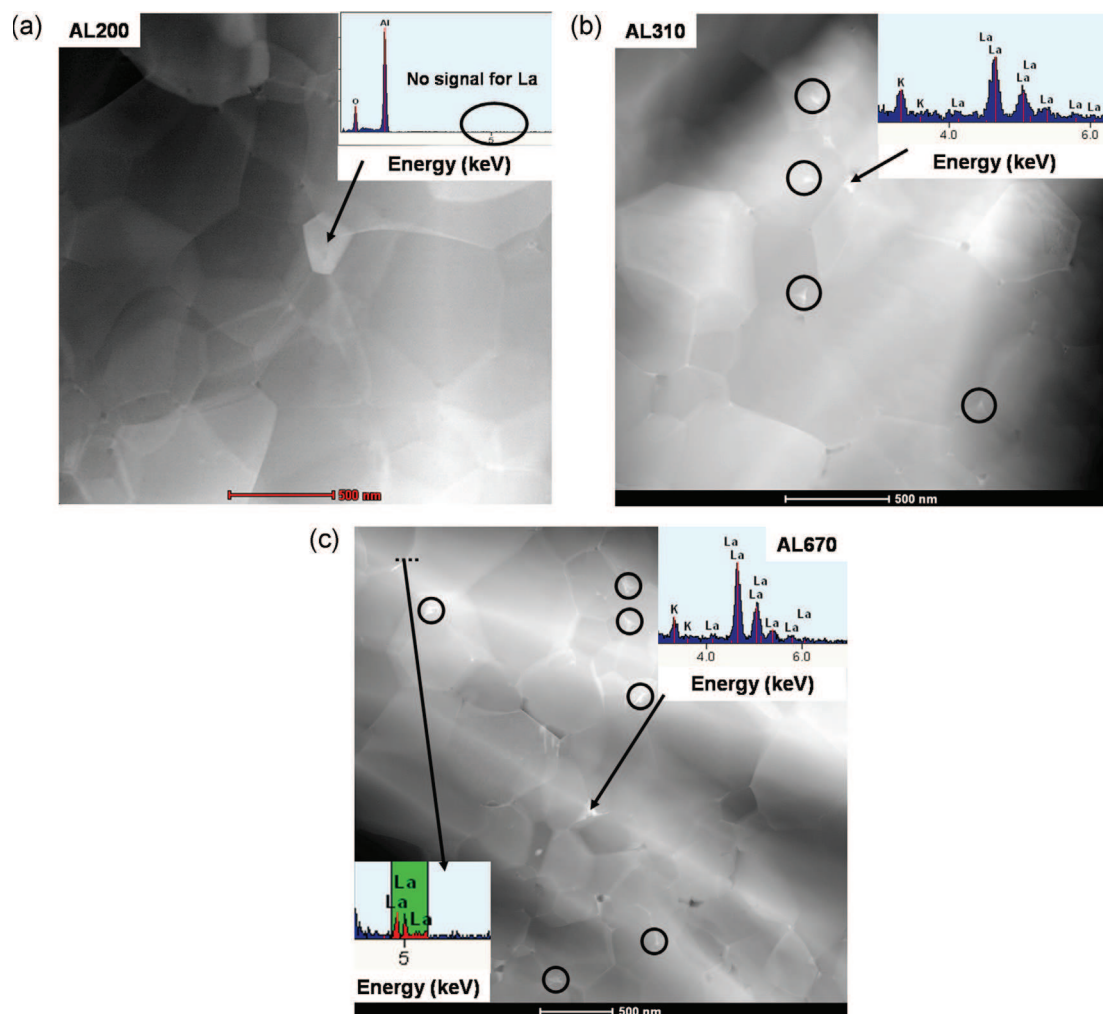 (a) AL200
Al
O
No signal for La
5
Energy (keV)
500 nm
(b) AL310
La
La
La
La
K
K
La
La
La
La
4.0
6.0
Energy (keV)
500 nm
(c)
AL670
La
La
La
La
K
K
La
La
La
La
4.0
6.0
Energy (keV)
La
La
La
5
Energy (keV)
500 nm